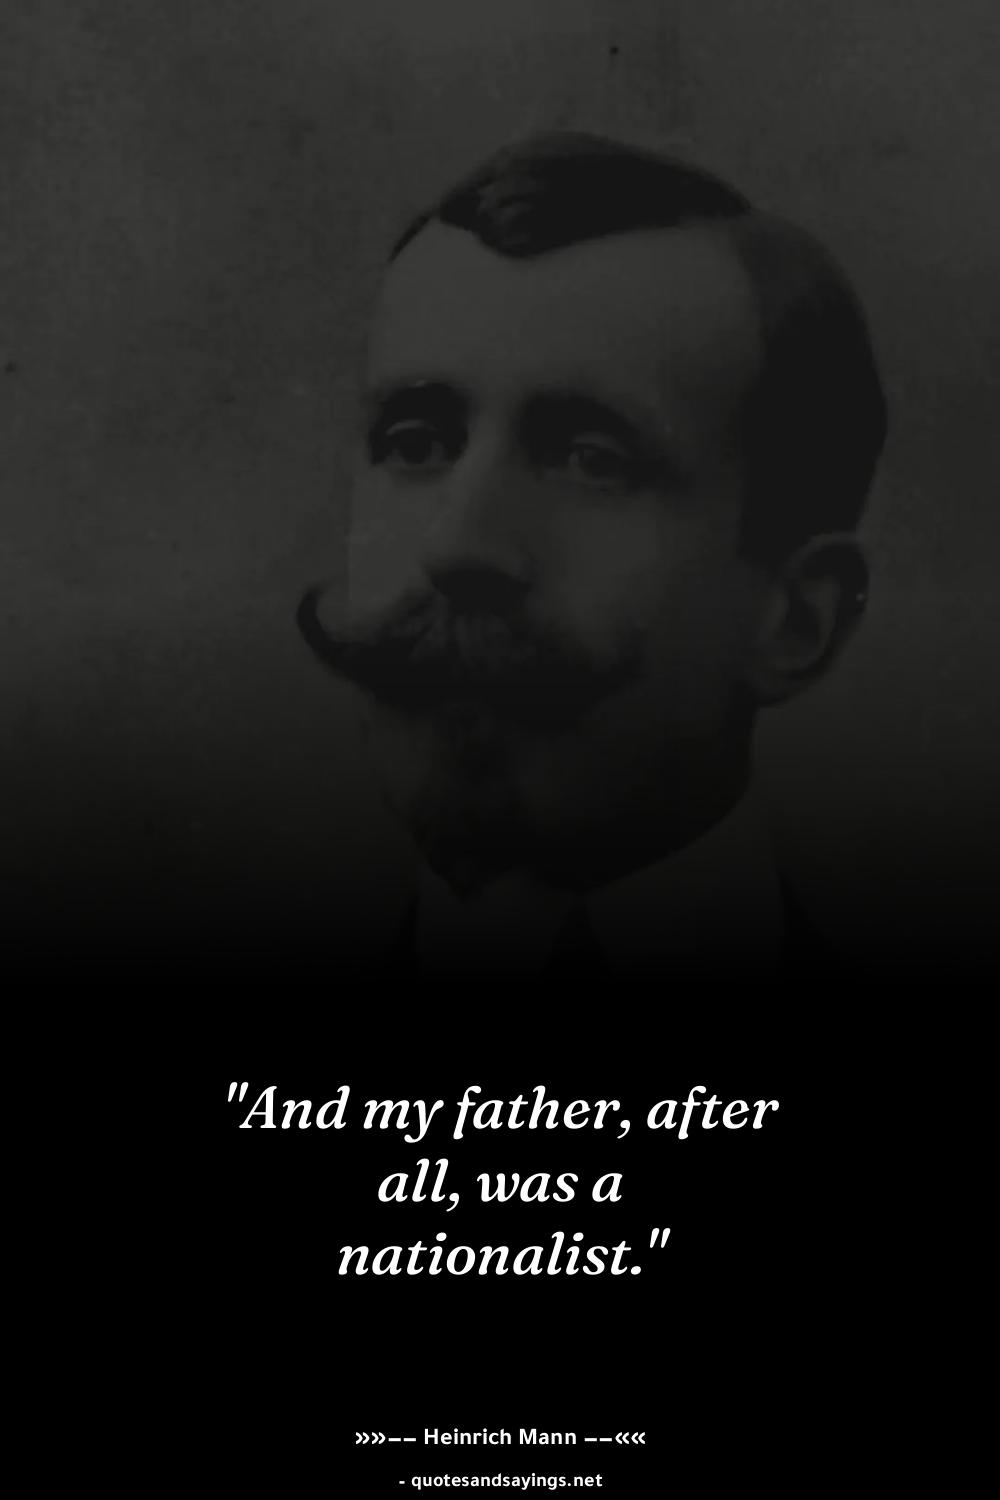 "And my father, after
all, was a
nationalist."
»»−− Heinrich Mann −−««
- quotesandsayings.net